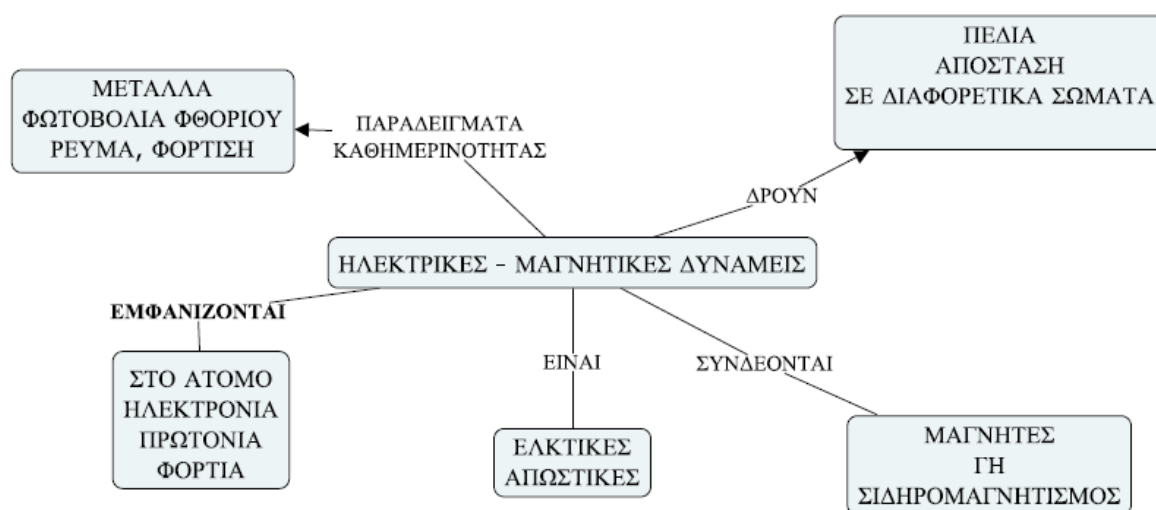 ΠΕΔΙΑ
ΑΠΟΣΤΑΣΗ
ΣΕ ΔΙΑΦΟΡΕΤΙΚΑ ΣΩΜΑΤΑ
ΜΕΤΑΛΛΑ
ΦΩΤΟΒΟΛΙΑ ΦΘΟΡΙΟΥ
ΡΕΥΜΑ, ΦΟΡΤΙΣΗ
ΠΑΡΑΔΕΙΓΜΑΤΑ
ΚΑΘΗΜΕΡΙΝΟΤΗΤΑΣ
ΔΡΟΥΝ
ΗΛΕΚΤΡΙΚΕΣ - ΜΑΓΝΗΤΙΚΕΣ ΔΥΝΑΜΕΙΣ
ΕΜΦΑΝΙΖΟΝΤΑΙ
ΕΙΝΑΙ
ΣΥΝΔΕΟΝΤΑΙ
ΣΤΟ ΑΤΟΜΟ
ΗΛΕΚΤΡΟΝΙΑ
ΠΡΩΤΟΝΙΑ
ΦΟΡΤΙΑ
ΕΛΚΤΙΚΕΣ
ΑΠΩΣΤΙΚΕΣ
ΜΑΓΝΗΤΕΣ
ΓΗ
ΣΙΔΗΡΟΜΑΓΝΗΤΙΣΜΟΣ